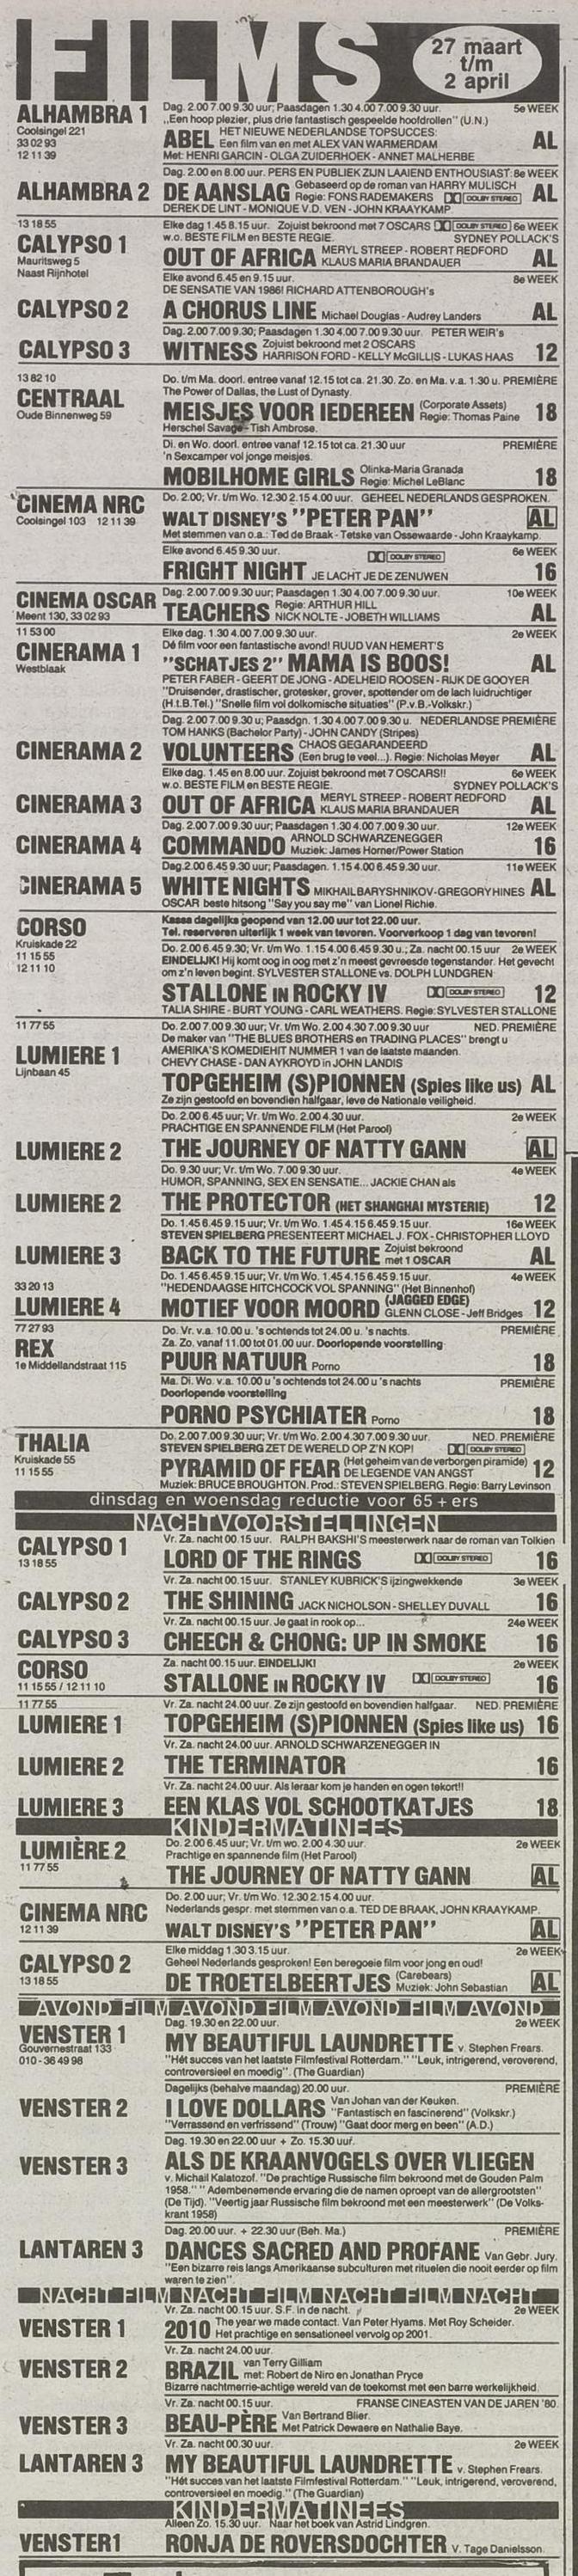 FILMS
27 maart
t/m
2 april
ALHAMBRA 1
Coolsingel 221
33 02 93
12 11 39
Dag. 2.00 7.00 9.30 uur; Paasdagen 1.30 4.00 7.00 9.30 uur. 5e WEEK
„Een hoop plezier, plus drie fantastisch gespeelde hoofdrollen" (U.N.)
ABEL HET NIEUWE NEDERLANDSE TOPSUCCES: AL
Een film van en met ALEX VAN WARMERDAM
Met: HENRI GARCIN - OLGA ZUIDERHOEK - ANNET MALHERBE
Dag. 2.00 en 8.00 uur. PERS EN PUBLIEK ZIJN LAAIEND ENTHOUSIAST: 8e WEEK
ALHAMBRA 2 DE AANSLAG Gebaseerd op de roman van HARRY MULISCH AL
Regie: FONS RADEMAKERS DOLBY STEREO
DEREK DE LINT - MONIQUE V.D. VEN - JOHN KRAAYKAMP
13 18 55
CALYPSO 1
Mauritsweg 5
Naast Rijnhotel
Elke dag 1.45 8.15 uur. Zojuist bekroond met 7 OSCARS DOLBY STEREO 6e WEEK
w.o. BESTE FILM en BESTE REGIE. SYDNEY POLLACK'S
OUT OF AFRICA MERYL STREEP - ROBERT REDFORD AL
KLAUS MARIA BRANDAUER
Elke avond 6.45 en 9.15 uur. 8e WEEK
DE SENSATIE VAN 1986! RICHARD ATTENBOROUGH's
CALYPSO 2 A CHORUS LINE Michael Douglas - Audrey Landers AL
Dag. 2.00 7.00 9.30; Paasdagen 1.30 4.00 7.00 9.30 uur. PETER WEIR's
CALYPSO 3 WITNESS Zojuist bekroond met 2 OSCARS 12
HARRISON FORD - KELLY McGILLIS - LUKAS HAAS
13 82 10
CENTRAAL
Oude Binnenweg 59
Do. t/m Ma. doorl. entree vanaf 12.15 tot ca. 21.30. Zo. en Ma. v.a. 1.30 u. PREMIÈRE
The Power of Dallas, the Lust of Dynasty.
MEISJES VOOR IEDEREEN (Corporate Assets) 18
Regie: Thomas Paine
Herschel Savage - Tish Ambrose.
Di. en Wo. doorl. entree vanaf 12.15 tot ca. 21.30 uur PREMIÈRE
'n Sexcamper vol jonge meisjes.
MOBILHOME GIRLS Olinka-Maria Granada 18
Regie: Michel LeBlanc
CINEMA NRC
Coolsingel 103 12 11 39
Do. 2.00; Vr. t/m Wo. 12.30 2.15 4.00 uur. GEHEEL NEDERLANDS GESPROKEN.
WALT DISNEY'S "PETER PAN" AL
Met stemmen van o.a.: Ted de Braak - Tetske van Ossewaarde - John Kraaykamp.
Elke avond 6.45 9.30 uur. DOLBY STEREO 6e WEEK
FRIGHT NIGHT JE LACHT JE DE ZENUWEN 16
CINEMA OSCAR
Meent 130, 33 02 93
Dag. 2.00 7.00 9.30 uur; Paasdagen 1.30 4.00 7.00 9.30 uur. 10e WEEK
TEACHERS Regie: ARTHUR HILL AL
NICK NOLTE - JOBETH WILLIAMS
11 53 00
CINERAMA 1
Westblaak
Elke dag. 1.30 4.00 7.00 9.30 uur. 2e WEEK
Dé film voor een fantastische avond! RUUD VAN HEMERT'S
"SCHATJES 2" MAMA IS BOOS! AL
PETER FABER - GEERT DE JONG - ADELHEID ROOSEN - RIJK DE GOOYER
"Druisender, drastischer, grotesker, grover, spottender om de lach luidruchtiger
(H.t.B.Tel.) "Snelle film vol dolkomische situaties" (P.v.B.-Volkskr.)
Dag. 2.00 7.00 9.30 u; Paasdgn. 1.30 4.00 7.00 9.30 u. NEDERLANDSE PREMIÈRE
TOM HANKS (Bachelor Party) - JOHN CANDY (Stripes)
CINERAMA 2 VOLUNTEERS CHAOS GEGARANDEERD AL
(Een brug te veel...). Regie: Nicholas Meyer
Elke dag. 1.45 en 8.00 uur. Zojuist bekroond met 7 OSCARS!! 6e WEEK
w.o. BESTE FILM en BESTE REGIE. SYDNEY POLLACK'S
CINERAMA 3 OUT OF AFRICA MERYL STREEP - ROBERT REDFORD AL
KLAUS MARIA BRANDAUER
Dag. 2.00 7.00 9.30 uur; Paasdagen 1.30 4.00 7.00 9.30 uur. 12e WEEK
CINERAMA 4 COMMANDO ARNOLD SCHWARZENEGGER 16
Muziek: James Horner/Power Station
Dag. 2.00 6.45 9.30 uur; Paasdagen. 1.15 4.00 6.45 9.30 uur. 11e WEEK
CINERAMA 5 WHITE NIGHTS MIKHAIL BARYSHNIKOV - GREGORY HINES AL
OSCAR beste hitsong "Say you say me" van Lionel Richie.
CORSO
Kruiskade 22
11 15 55
12 11 10
Kassa dagelijks geopend van 12.00 uur tot 22.00 uur.
Tel. reserveren uiterlijk 1 week van tevoren. Voorverkoop 1 dag van tevoren!
Do. 2.00 6.45 9.30; Vr. t/m Wo. 1.15 4.00 6.45 9.30 u.; Za. nacht 00.15 uur 2e WEEK
EINDELIJK! Hij komt oog in oog met z'n meest gevreesde tegenstander. Het gevecht
om z'n leven begint. SYLVESTER STALLONE vs. DOLPH LUNDGREN
STALLONE IN ROCKY IV DOLBY STEREO 12
TALIA SHIRE - BURT YOUNG - CARL WEATHERS. Regie: SYLVESTER STALLONE
11 77 55
LUMIERE 1
Lijnbaan 45
Do. 2.00 7.00 9.30 uur; Vr. t/m Wo. 2.00 4.30 7.00 9.30 uur NED. PREMIÈRE
De maker van "THE BLUES BROTHERS en TRADING PLACES" brengt u
AMERIKA'S KOMEDIEHIT NUMMER 1 van de laatste maanden.
CHEVY CHASE - DAN AYKROYD in JOHN LANDIS
TOPGEHEIM (S)PIONNEN (Spies like us) AL
Ze zijn gestoofd en bovendien halfgaar, leve de Nationale veiligheid.
Do. 2.00 6.45 uur; Vr. t/m Wo. 2.00 4.30 uur. 2e WEEK
PRACHTIGE EN SPANNENDE FILM (Het Parool)
LUMIERE 2 THE JOURNEY OF NATTY GANN AL
Do. 9.30 uur; Vr. t/m Wo. 7.00 9.30 uur. 4e WEEK
HUMOR, SPANNING, SEX EN SENSATIE... JACKIE CHAN als
LUMIERE 2 THE PROTECTOR (HET SHANGHAI MYSTERIE) 12
Do. 1.45 6.45 9.15 uur; Vr. t/m Wo. 1.45 4.15 6.45 9.15 uur. 16e WEEK
STEVEN SPIELBERG PRESENTEERT MICHAEL J. FOX - CHRISTOPHER LLOYD
LUMIERE 3 BACK TO THE FUTURE Zojuist bekroond AL
met 1 OSCAR
Do. 1.45 6.45 9.15 uur; Vr. t/m Wo. 1.45 4.15 6.45 9.15 uur. 4e WEEK
"HEDENDAAGSE HITCHCOCK VOL SPANNING" (Het Binnenhof)
33 20 13
LUMIERE 4 MOTIEF VOOR MOORD (JAGGED EDGE) 12
GLENN CLOSE - Jeff Bridges
77 27 93
REX
1e Middellandstraat 115
Do. Vr. v.a. 10.00 u. 's ochtends tot 24.00 u. 's nachts. PREMIÈRE
Za. Zo. vanaf 11.00 tot 01.00 uur. Doorlopende voorstelling
PUUR NATUUR Porno 18
Ma. Di. Wo. v.a. 10.00 u 's ochtends tot 24.00 u 's nachts PREMIÈRE
Doorlopende voorstelling
PORNO PSYCHIATER Porno 18
THALIA
Kruiskade 55
11 15 55
Do. 2.00 7.00 9.30 uur; Vr. t/m Wo. 2.00 4.30 7.00 9.30 uur. NED. PREMIÈRE
STEVEN SPIELBERG ZET DE WERELD OP Z'N KOP! DOLBY STEREO
PYRAMID OF FEAR (Het geheim van de verborgen piramide) 12
DE LEGENDE VAN ANGST
Muziek: BRUCE BROUGHTON. Prod.: STEVEN SPIELBERG. Regie: Barry Levinson
dinsdag en woensdag reductie voor 65 + ers
NACHTVOORSTELLINGEN
CALYPSO 1
13 18 55
Vr. Za. nacht 00.15 uur. RALPH BAKSHI'S meesterwerk naar de roman van Tolkien
LORD OF THE RINGS DOLBY STEREO 16
Vr. Za. nacht 00.15 uur. STANLEY KUBRICK'S ijzingwekkende 3e WEEK
CALYPSO 2 THE SHINING JACK NICHOLSON - SHELLEY DUVALL 16
Vr. Za. nacht 00.15 uur. Je gaat in rook op... 24e WEEK
CALYPSO 3 CHEECH & CHONG: UP IN SMOKE 16
CORSO
11 15 55 / 12 11 10
Za. nacht 00.15 uur. EINDELIJK! 2e WEEK
STALLONE IN ROCKY IV DOLBY STEREO 16
11 77 55
Vr. Za. nacht 24.00 uur. Ze zijn gestoofd en bovendien halfgaar. NED. PREMIÈRE
LUMIERE 1 TOPGEHEIM (S)PIONNEN (Spies like us) 16
Vr. Za. nacht 24.00 uur. ARNOLD SCHWARZENEGGER IN
LUMIERE 2 THE TERMINATOR 16
Vr. Za. nacht 24.00 uur. Als leraar kom je handen en ogen tekort!!
LUMIERE 3 EEN KLAS VOL SCHOOTKATJES 18
KINDERMATINEES
LUMIÈRE 2
11 77 55
Do. 2.00 6.45 uur; Vr. t/m wo. 2.00 4.30 uur. 2e WEEK
Prachtige en spannende film (Het Parool)
THE JOURNEY OF NATTY GANN AL
CINEMA NRC
12 11 39
Do. 2.00 uur; Vr. t/m Wo. 12.30 2.15 4.00 uur.
Nederlands gespr. met stemmen van o.a. TED DE BRAAK, JOHN KRAAYKAMP.
WALT DISNEY'S "PETER PAN" AL
CALYPSO 2
13 18 55
Elke middag 1.30 3.15 uur. 2e WEEK
Geheel Nederlands gesproken! Een beregoeie film voor jong en oud!
DE TROETELBEERTJES (Carebears) AL
Muziek: John Sebastian
AVOND FILM AVOND FILM AVOND FILM AVOND FILM AVOND
VENSTER 1
Gouvernestraat 133
010 - 36 49 98
Dag. 19.30 en 22.00 uur. 2e WEEK
MY BEAUTIFUL LAUNDRETTE v. Stephen Frears.
"Hét succes van het laatste Filmfestival Rotterdam." "Leuk, intrigerend, veroverend,
controversieel en moedig". (The Guardian)
Dagelijks (behalve maandag) 20.00 uur. PREMIÈRE
VENSTER 2 I LOVE DOLLARS Van Johan van der Keuken.
"Fantastisch en fascinerend" (Volkskr.)
"Verrassend en verfrissend" (Trouw) "Gaat door merg en been" (A.D.)
Dag. 19.30 en 22.00 uur + Zo. 15.30 uur.
VENSTER 3 ALS DE KRAANVOGELS OVER VLIEGEN
v. Michail Kalatozof. "De prachtige Russische film bekroond met de Gouden Palm
1958." " Adembenemende ervaring die de namen oproept van de allergrootsten"
(De Tijd). "Veertig jaar Russische film bekroond met een meesterwerk" (De Volks-
krant 1958)
Dag. 20.00 uur. + 22.30 uur (Beh. Ma.) PREMIÈRE
LANTAREN 3 DANCES SACRED AND PROFANE Van Gebr. Jury.
"Een bizarre reis langs Amerikaanse subculturen met rituelen die nooit eerder op film
waren te zien".
NACHT FILM NACHT FILM NACHT FILM NACHT FILM NACHT
Vr. Za. nacht 00.15 uur. S.F. in de nacht. 2e WEEK
VENSTER 1 2010 The year we made contact. Van Peter Hyams. Met Roy Scheider.
Het prachtige en sensationeel vervolg op 2001.
Vr. Za. nacht 24.00 uur.
VENSTER 2 BRAZIL van Terry Gilliam
met: Robert de Niro en Jonathan Pryce
Bizarre nachtmerrie-achtige wereld van de toekomst met een barre werkelijkheid.
Vr. Za. nacht 00.15 uur. FRANSE CINEASTEN VAN DE JAREN '80.
VENSTER 3 BEAU-PÈRE Van Bertrand Blier.
Met Patrick Dewaere en Nathalie Baye.
Vr. Za. nacht 00.30 uur. 2e WEEK
LANTAREN 3 MY BEAUTIFUL LAUNDRETTE v. Stephen Frears.
"Hét succes van het laatste Filmfestival Rotterdam." "Leuk, intrigerend, veroverend,
controversieel en moedig." (The Guardian)
KINDERMATINEES
Alleen Zo. 15.30 uur. Naar het boek van Astrid Lindgren.
VENSTER1 RONJA DE ROVERSDOCHTER v. Tage Danielsson.